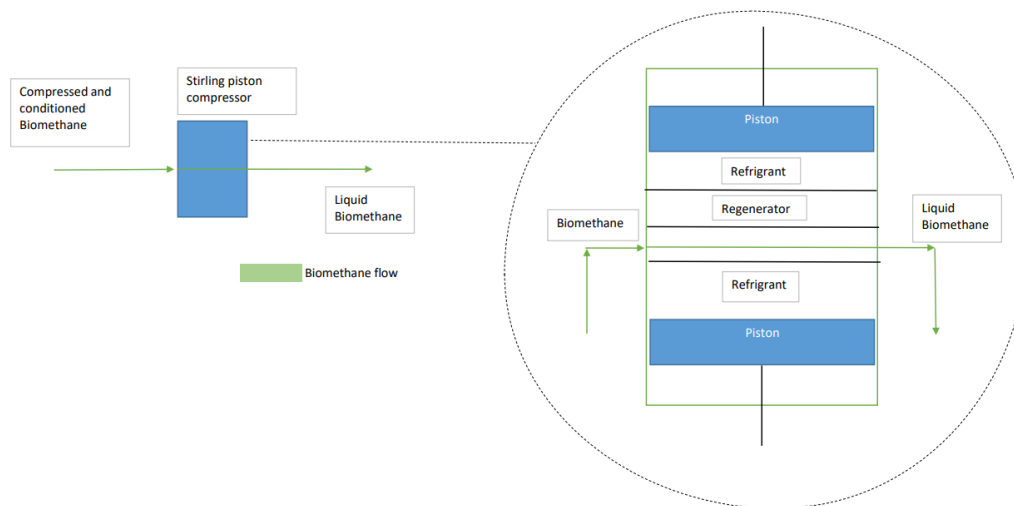 Compressed and
conditioned
Biomethane
Stirling piston
compressor
Liquid
Biomethane
Biomethane flow
Piston
Refrigrant
Regenerator
Biomethane
Liquid
Biomethane
Refrigrant
Piston